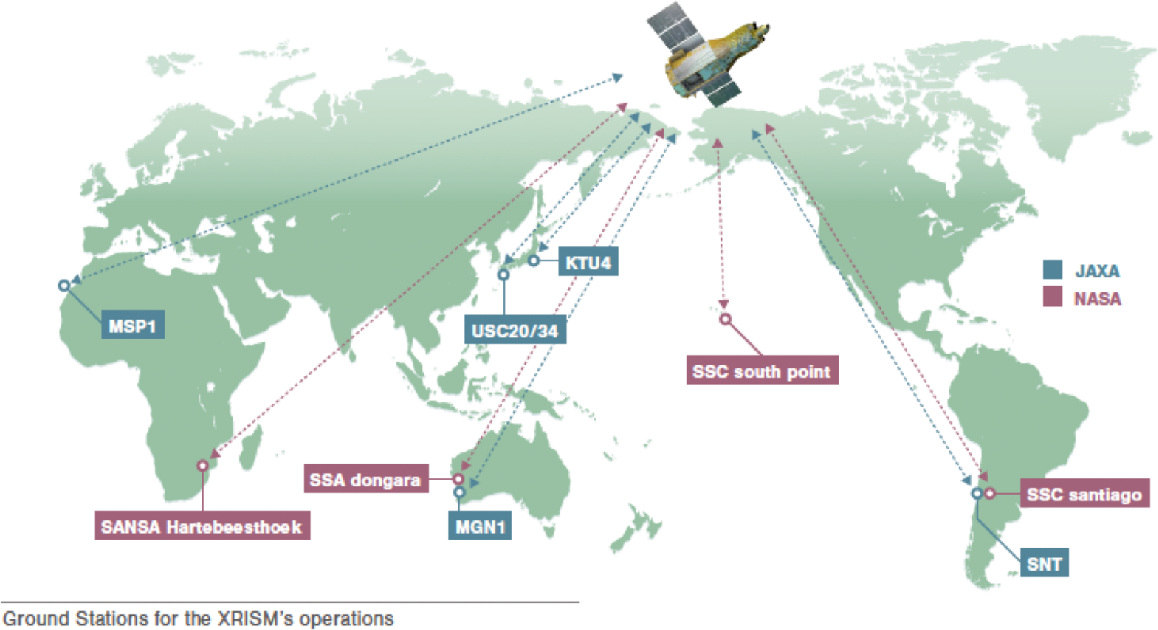 KTU4
JAXA
NASA
MSP1
USC20/34
SSC south point
SSA dongara
SSC santiago
SANSA Hartebeesthoek
MGN1
SNT
Ground Stations for the XRISM's operations